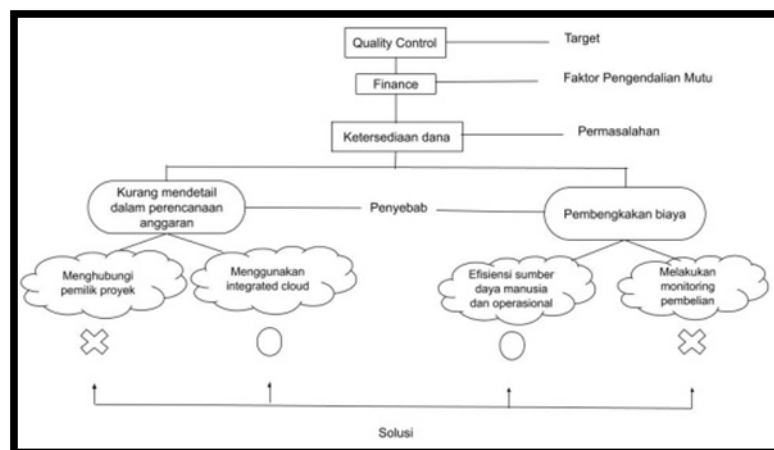 Quality Control
Target
Finance
Faktor Pengendalian Mutu
Ketersediaan dana
Permasalahan
Kurang mendetail
dalam perencanaan
anggaran
Penyebab
Pembengkakan biaya
Menghubungi
pemilik proyek
Menggunakan
integrated cloud
Efisiensi sumber
daya manusia
dan operasional
Melakukan
monitoring
pembelian
Solusi